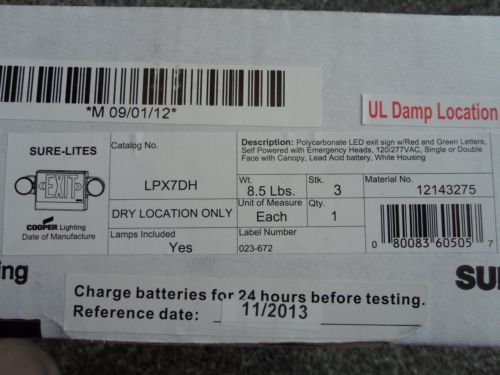 *M 09/01/12*
UL Damp Location
SURE-LITES
EXIT
COOPER Lighting
Date of Manufacture
Catalog No.
LPX7DH
DRY LOCATION ONLY
Lamps Included
Yes
Description: Polycarbonate LED exit sign w/Red and Green Letters,
Self Powered with Emergency Heads, 120/277VAC, Single or Double
Face with Canopy, Lead Acid battery, White Housing
Wt.
8.5 Lbs.
Stk.
3
Material No.
12143275
Unit of Measure
Each
Qty.
1
Label Number
023-672
0 80083 60505 7
ing
SUR
Charge batteries for 24 hours before testing.
Reference date:
11/2013